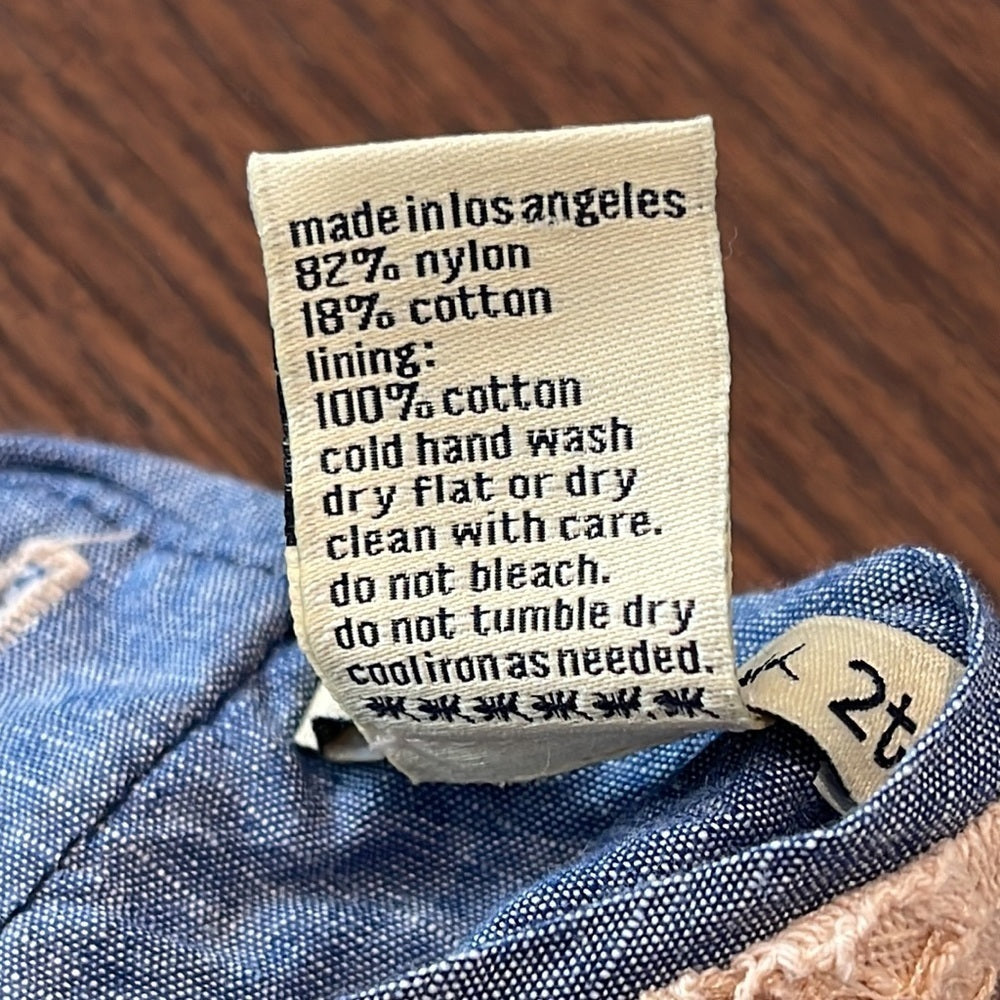 made in los angeles
82% nylon
18% cotton
lining:
100% cotton
cold hand wash
dry flat or dry
clean with care.
do not bleach.
do not tumble dry
cool iron as needed.
2t